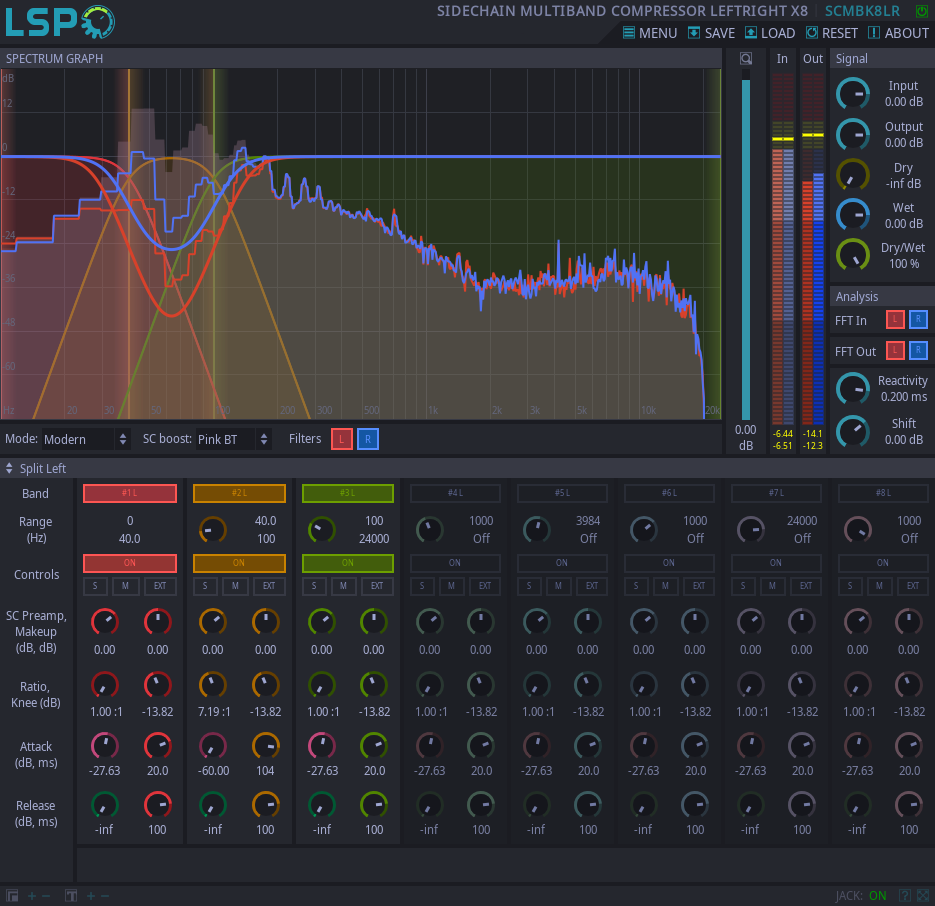 LSP
SIDECHAIN MULTIBAND COMPRESSOR LEFTRIGHT X8 SCMBK8LR
MENU SAVE LOAD RESET ABOUT
SPECTRUM GRAPH
dB
12
0
-12
-24
-36
-48
-60
Hz 20 30 50 100 200 300 500 1k 2k 3k 5k 10k 20k
Mode: Modern SC boost: Pink BT Filters L R
0.00
dB
In Out
-6.44 -14.1
-6.51 -12.3
Signal
Input
0.00 dB
Output
0.00 dB
Dry
-inf dB
Wet
0.00 dB
Dry/Wet
100 %
Analysis
FFT In L R
FFT Out L R
Reactivity
0.200 ms
Shift
0.00 dB
Split Left
Band #1 L #2 L #3 L #4 L #5 L #6 L #7 L #8 L
Range 0 40.0 100 1000 3984 1000 24000 1000
(Hz) 40.0 100 24000 Off Off Off Off Off
Controls ON ON ON ON ON ON ON ON
S M EXT S M EXT S M EXT S M EXT S M EXT S M EXT S M EXT S M EXT
SC Preamp,
Makeup
(dB, dB) 0.00 0.00 0.00 0.00 0.00 0.00 0.00 0.00 0.00 0.00 0.00 0.00 0.00 0.00 0.00 0.00
Ratio,
Knee (dB)
1.00 :1 -13.82 7.19 :1 -13.82 1.00 :1 -13.82 1.00 :1 -13.82 1.00 :1 -13.82 1.00 :1 -13.82 1.00 :1 -13.82 1.00 :1 -13.82
Attack
(dB, ms)
-27.63 20.0 -60.00 104 -27.63 20.0 -27.63 20.0 -27.63 20.0 -27.63 20.0 -27.63 20.0 -27.63 20.0
Release
(dB, ms)
-inf 100 -inf 100 -inf 100 -inf 100 -inf 100 -inf 100 -inf 100 -inf 100
JACK: ON